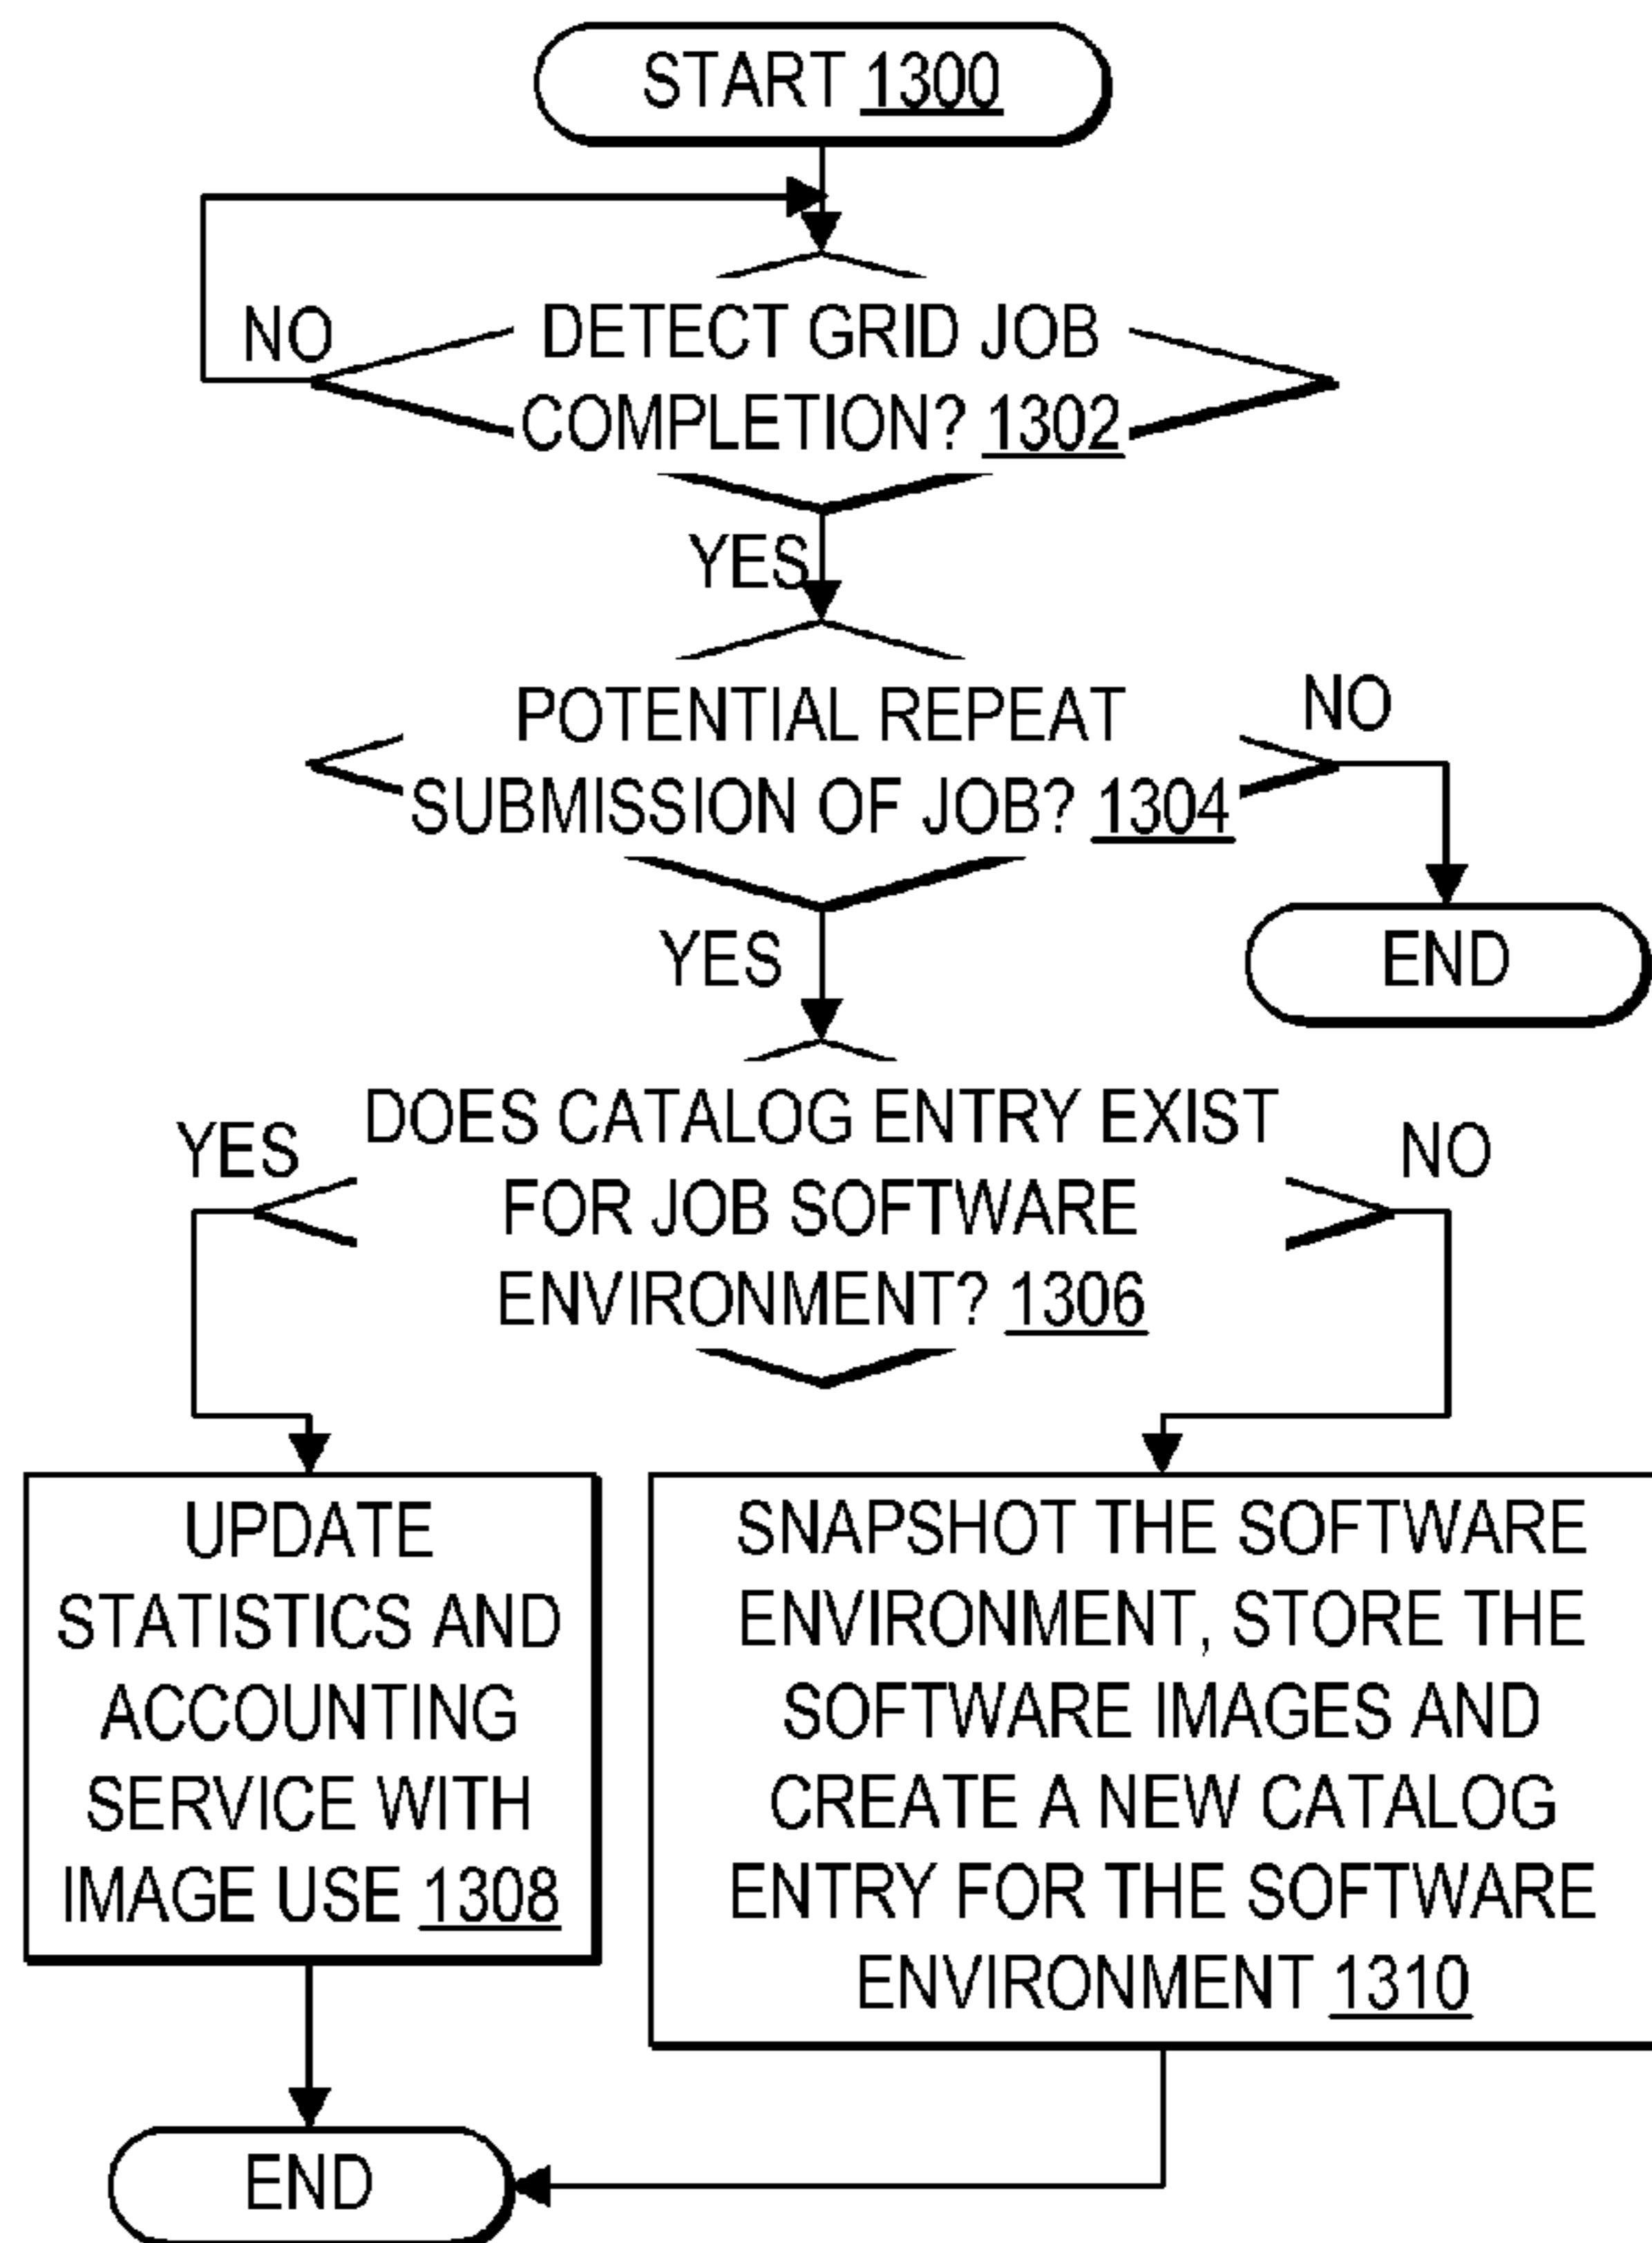 START 1300
NO
DETECT GRID JOB
COMPLETION? 1302
YES
POTENTIAL REPEAT
SUBMISSION OF JOB? 1304
NO
YES
END
DOES CATALOG ENTRY EXIST
FOR JOB SOFTWARE
ENVIRONMENT? 1306
YES
NO
UPDATE
STATISTICS AND
ACCOUNTING
SERVICE WITH
IMAGE USE 1308
SNAPSHOT THE SOFTWARE
ENVIRONMENT, STORE THE
SOFTWARE IMAGES AND
CREATE A NEW CATALOG
ENTRY FOR THE SOFTWARE
ENVIRONMENT 1310
END